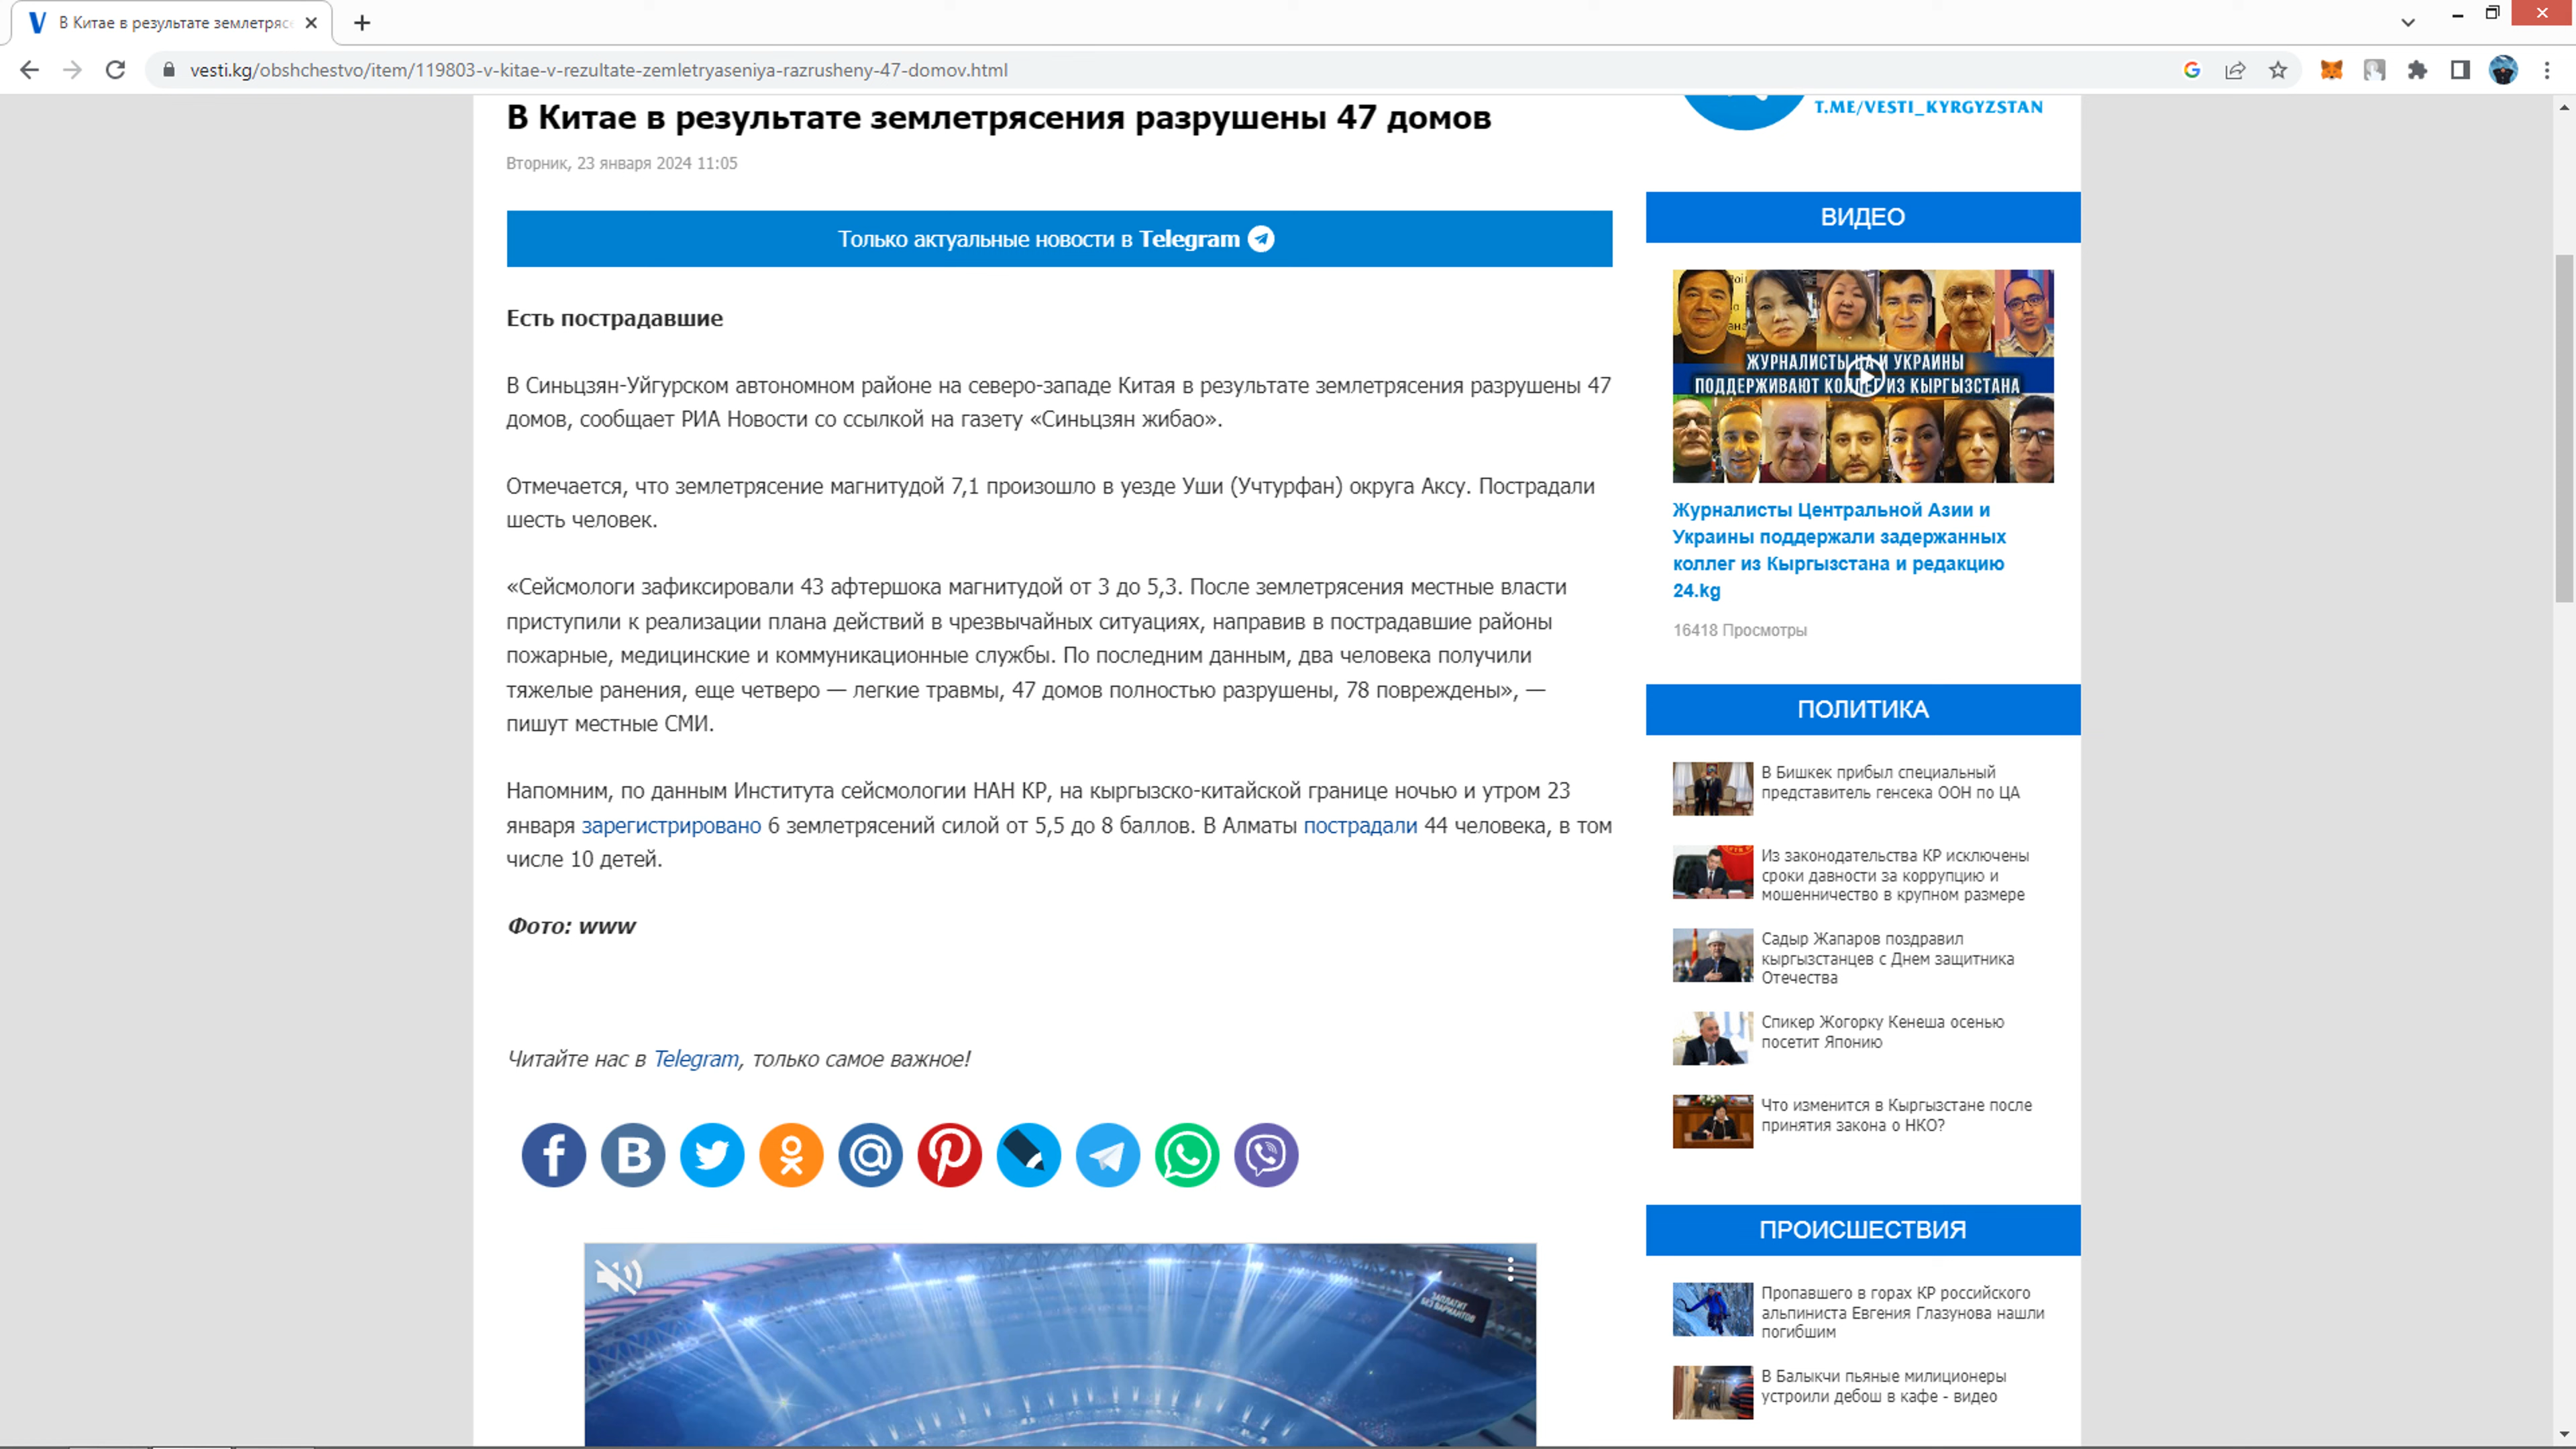 В Китае в результате землетряс
vesti.kg/obshchestvo/item/119803-v-kitae-v-rezultate-zemletryaseniya-razrusheny-47-domov.html
В Китае в результате землетрясения разрушены 47 домов
Вторник, 23 января 2024 11:05
Только актуальные новости в Telegram
Есть пострадавшие
В Синьцзян-Уйгурском автономном районе на северо-западе Китая в результате землетрясения разрушены 47
домов, сообщает РИА Новости со ссылкой на газету «Синьцзян жибао».
Отмечается, что землетрясение магнитудой 7,1 произошло в уезде Уши (Учтурфан) округа Аксу. Пострадали
шесть человек.
«Сейсмологи зафиксировали 43 афтершока магнитудой от 3 до 5,3. После землетрясения местные власти
приступили к реализации плана действий в чрезвычайных ситуациях, направив в пострадавшие районы
пожарные, медицинские и коммуникационные службы. По последним данным, два человека получили
тяжелые ранения, еще четверо — легкие травмы, 47 домов полностью разрушены, 78 повреждены», —
пишут местные СМИ.
Напомним, по данным Института сейсмологии НАН КР, на кыргызско-китайской границе ночью и утром 23
января зарегистрировано 6 землетрясений силой от 5,5 до 8 баллов. В Алматы пострадали 44 человека, в том
числе 10 детей.
Фото: www
Читайте нас в Telegram, только самое важное!
ЗАПЛАТИТ
БЕЗ ВАРИАНТОВ
T.ME/VESTI_KYRGYZSTAN
ВИДЕО
ЖУРНАЛИСТЫ ЦА И УКРАИНЫ
ПОДДЕРЖИВАЮТ КОЛЛЕГ ИЗ КЫРГЫЗСТАНА
Журналисты Центральной Азии и
Украины поддержали задержанных
коллег из Кыргызстана и редакцию
24.kg
16418 Просмотры
ПОЛИТИКА
В Бишкек прибыл специальный
представитель генсека ООН по ЦА
Из законодательства КР исключены
сроки давности за коррупцию и
мошенничество в крупном размере
Садыр Жапаров поздравил
кыргызстанцев с Днем защитника
Отечества
Спикер Жогорку Кенеша осенью
посетит Японию
Что изменится в Кыргызстане после
принятия закона о НКО?
ПРОИСШЕСТВИЯ
Пропавшего в горах КР российского
альпиниста Евгения Глазунова нашли
погибшим
В Балыкчи пьяные милиционеры
устроили дебош в кафе - видео